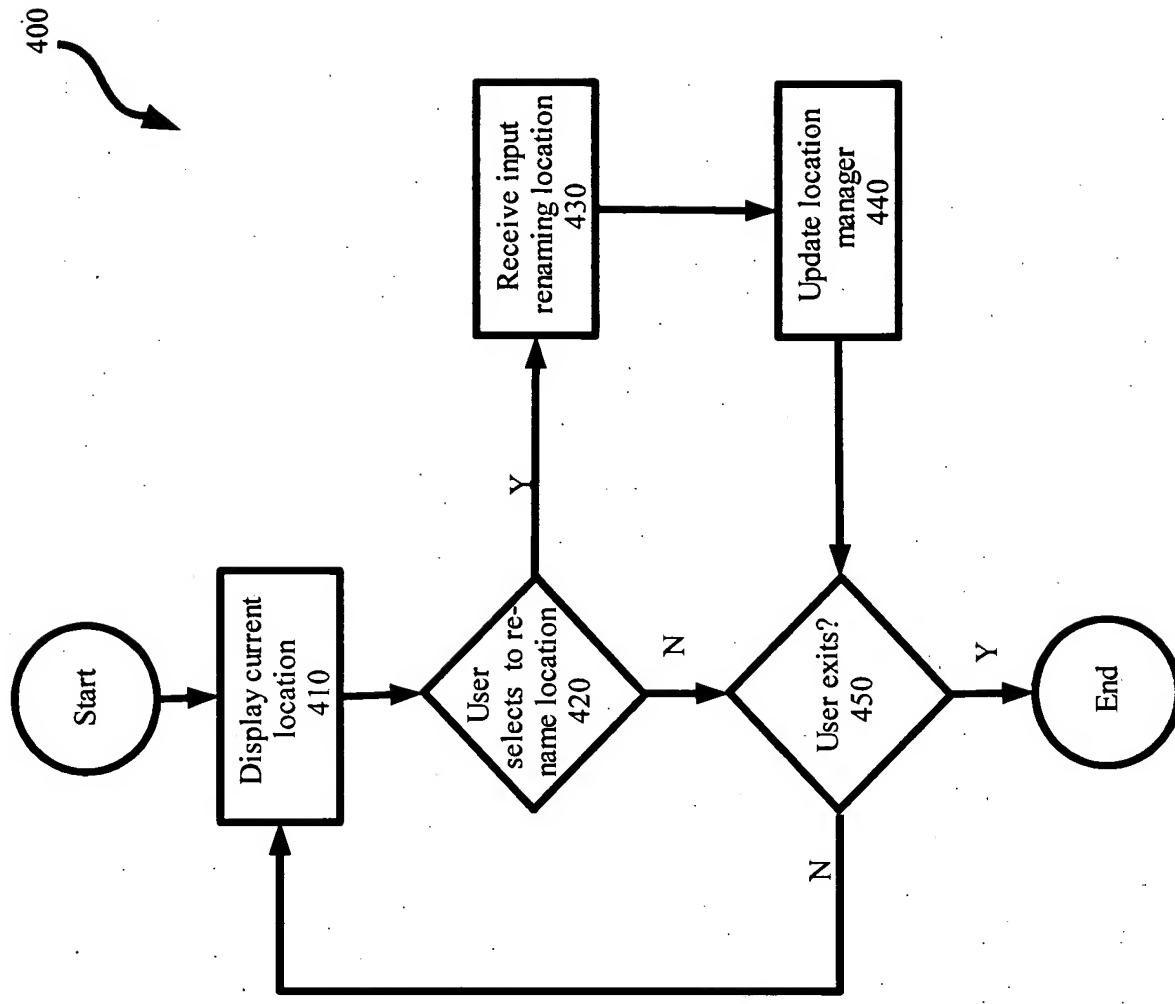 400
Start
Display current
location
410
User
selects to re-
name location
420
Y
Receive input
renaming location
430
Update location
manager
440
N
User exits?
450
N
Y
End